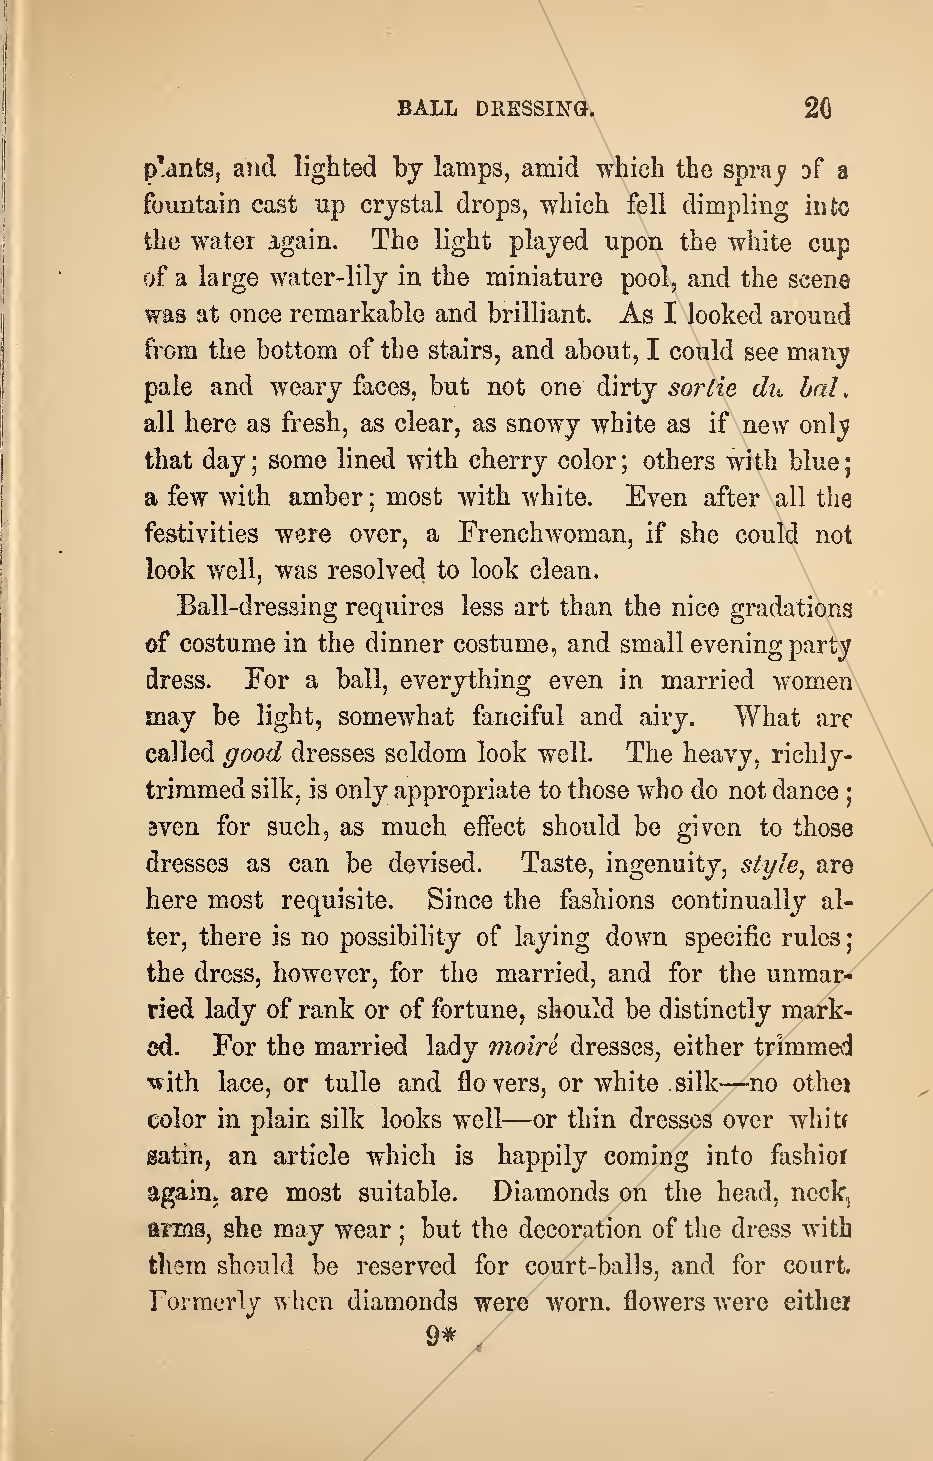 BALL DRESSING. 20
plants, and lighted by lamps, amid which the spray of a
fountain cast up crystal drops, which fell dimpling into
the water again. The light played upon the white cup
of a large water-lily in the miniature pool, and the scene
was at once remarkable and brilliant. As I looked around
from the bottom of the stairs, and about, I could see many
pale and weary faces, but not one dirty sortie du bal.
all here as fresh, as clear, as snowy white as if new only
that day; some lined with cherry color; others with blue;
a few with amber; most with white. Even after all the
festivities were over, a Frenchwoman, if she could not
look well, was resolved to look clean.
Ball-dressing requires less art than the nice gradations
of costume in the dinner costume, and small evening party
dress. For a ball, everything even in married women
may be light, somewhat fanciful and airy. What are
called good dresses seldom look well. The heavy, richly-
trimmed silk, is only appropriate to those who do not dance;
even for such, as much effect should be given to those
dresses as can be devised. Taste, ingenuity, style, are
here most requisite. Since the fashions continually al-
ter, there is no possibility of laying down specific rules;
the dress, however, for the married, and for the unmar-
ried lady of rank or of fortune, should be distinctly mark-
ed. For the married lady moiré dresses, either trimmed
with lace, or tulle and flowers, or white silk—no other
color in plain silk looks well—or thin dresses over white
satin, an article which is happily coming into fashion
again, are most suitable. Diamonds on the head, neck,
arms, she may wear; but the decoration of the dress with
them should be reserved for court-balls, and for court.
Formerly when diamonds were worn. flowers were either
9*